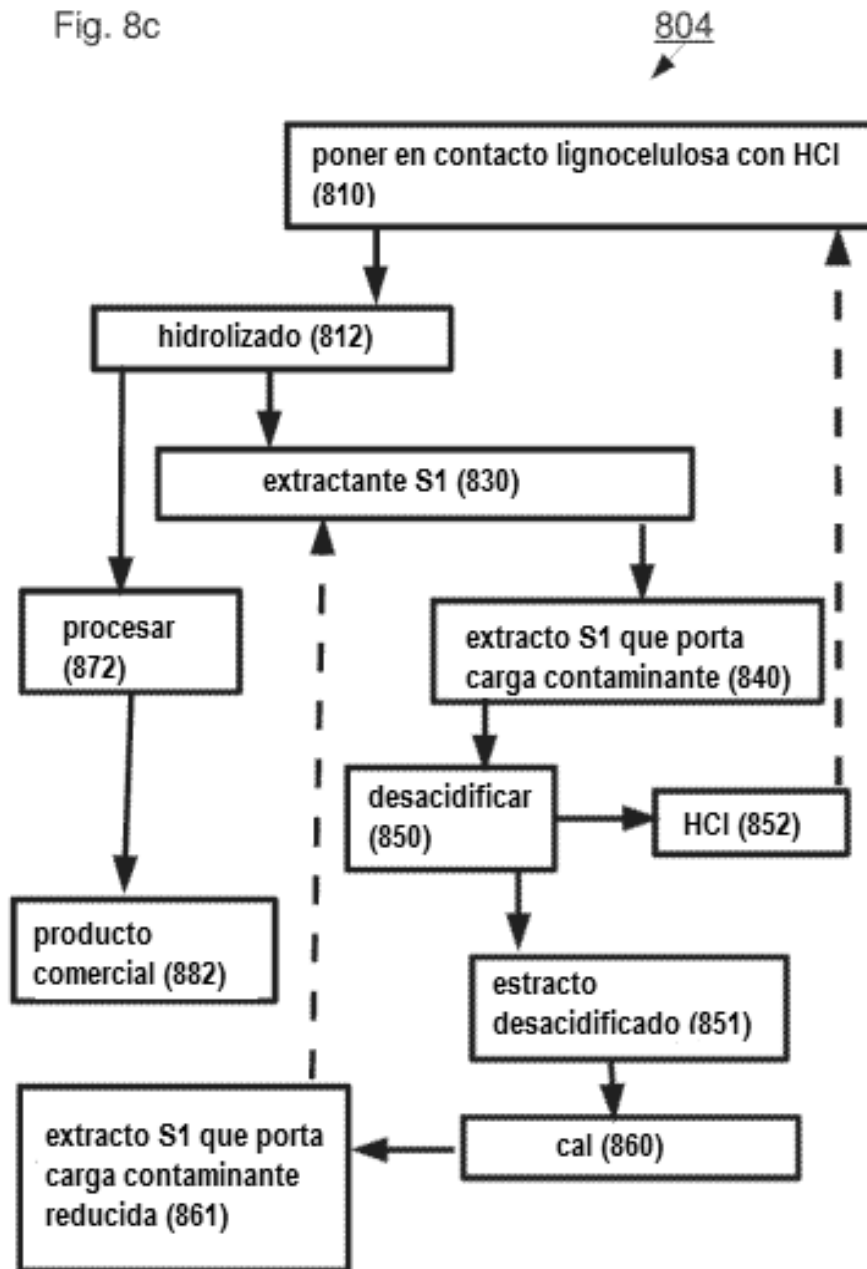 Fig. 8c
804
poner en contacto lignocelulosa con HCl
(810)
hidrolizado (812)
extractante S1 (830)
procesar
(872)
extracto S1 que porta
carga contaminante (840)
desacidificar
(850)
HCl (852)
producto
comercial (882)
estracto
desacidificado (851)
extracto S1 que porta
carga contaminante
reducida (861)
cal (860)